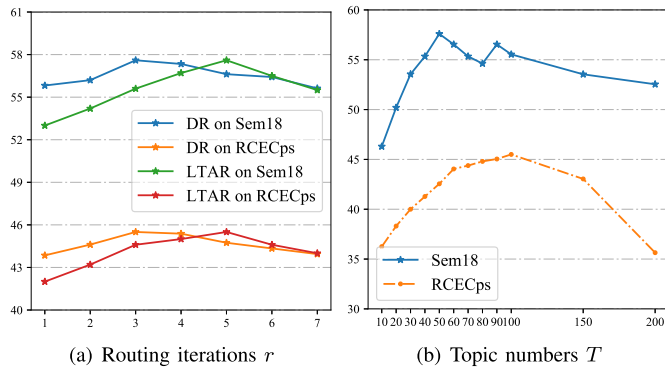 61
58
55
52
49
46
43
40
1 2 3 4 5 6 7
DR on Sem18
DR on RCECps
LTAR on Sem18
LTAR on RCECps
(a) Routing iterations r
60
55
50
45
40
35
30
10 20 30 40 50 60 70 80 90 100 150 200
Sem18
RCECps
(b) Topic numbers T